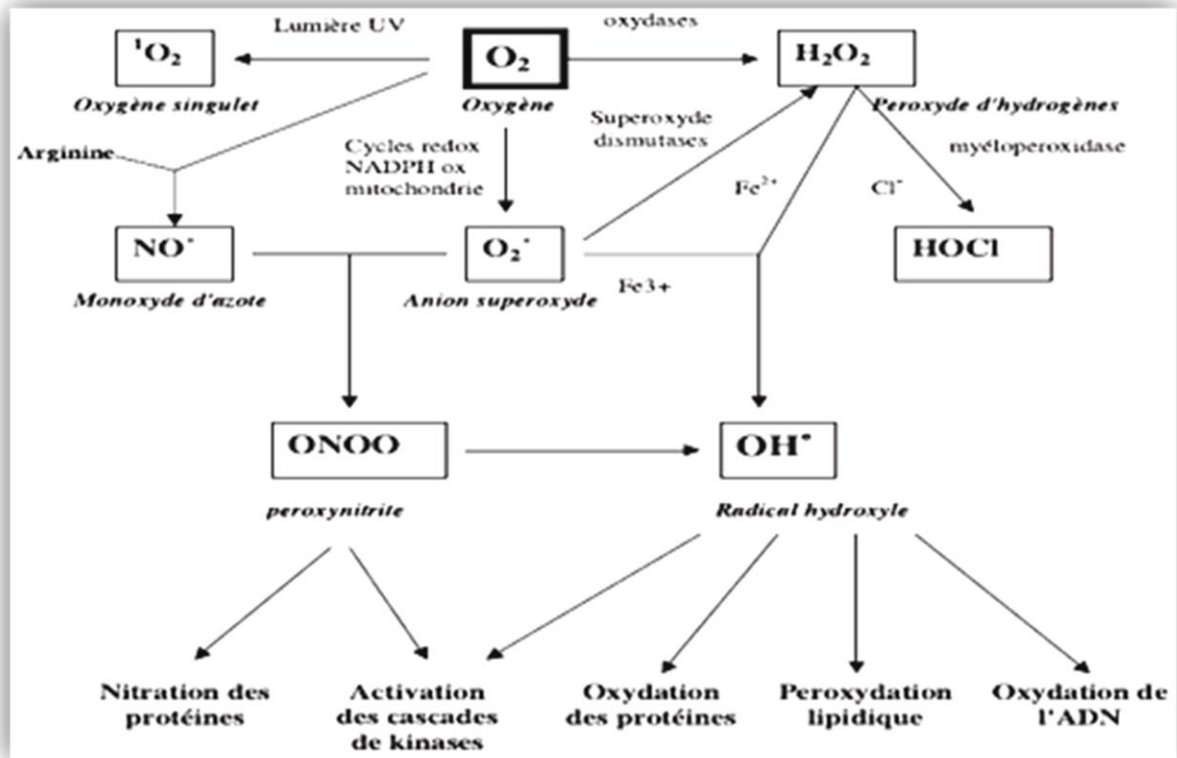 Lumière UV
oxydases
¹O₂
O₂
H₂O₂
Oxygène singulet
Oxygène
Peroxyde d'hydrogènes
Superoxyde
dismutases
Arginine
Cycles redox
NADPH ox
mitochondrie
myéloperoxidase
Fe²⁺
Cl⁻
NO•
O₂•
HOCl
Monoxyde d'azote
Anion superoxyde
Fe3+
ONOO
OH•
peroxynitrite
Radical hydroxyle
Nitration des
protéines
Activation
des cascades
de kinases
Oxydation
des protéines
Peroxydation
lipidique
Oxydation de
l'ADN